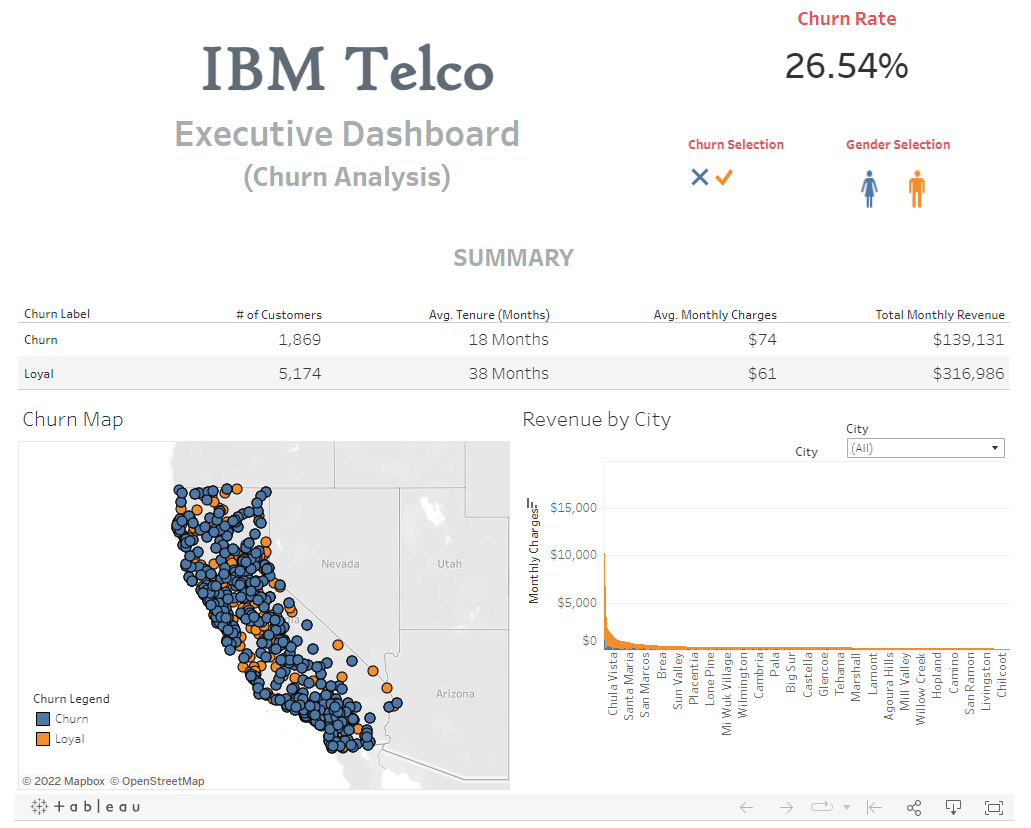 Churn Rate
IBM Telco
26.54%
Executive Dashboard
(Churn Analysis)
Churn Selection
Gender Selection
SUMMARY
Churn Label # of Customers Avg. Tenure (Months) Avg. Monthly Charges Total Monthly Revenue
Churn 1,869 18 Months $74 $139,131
Loyal 5,174 38 Months $61 $316,986
Churn Map
Nevada
Utah
Arizona
Churn Legend
Churn
Loyal
© 2022 Mapbox © OpenStreetMap
Revenue by City
City
(All)
City
Monthly Charges
$15,000
$10,000
$5,000
$0
Chula Vista
Santa Maria
San Marcos
Brea
Sun Valley
Placentia
Lone Pine
Mi Wuk Village
Wilmington
Cambria
Pala
Big Sur
Castella
Glencoe
Tehama
Marshall
Lamont
Agoura Hills
Mill Valley
Willow Creek
Hopland
Camino
San Ramon
Livingston
Chilcoot
+ a b | e a u